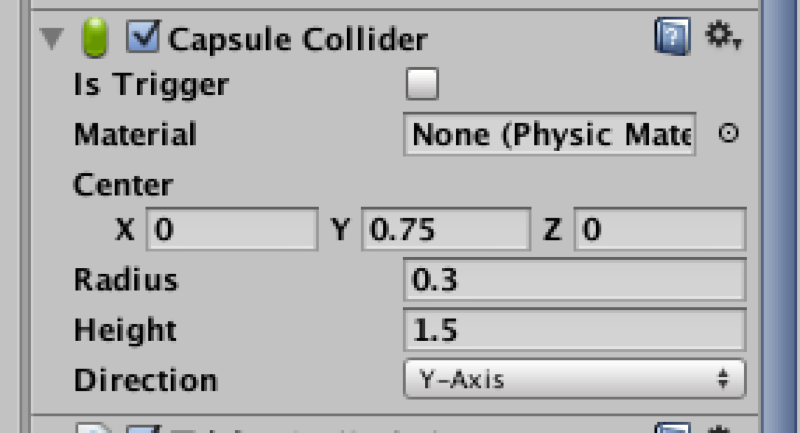 Capsule Collider
Is Trigger
Material None (Physic Mate
Center
X 0 Y 0.75 Z 0
Radius 0.3
Height 1.5
Direction Y-Axis